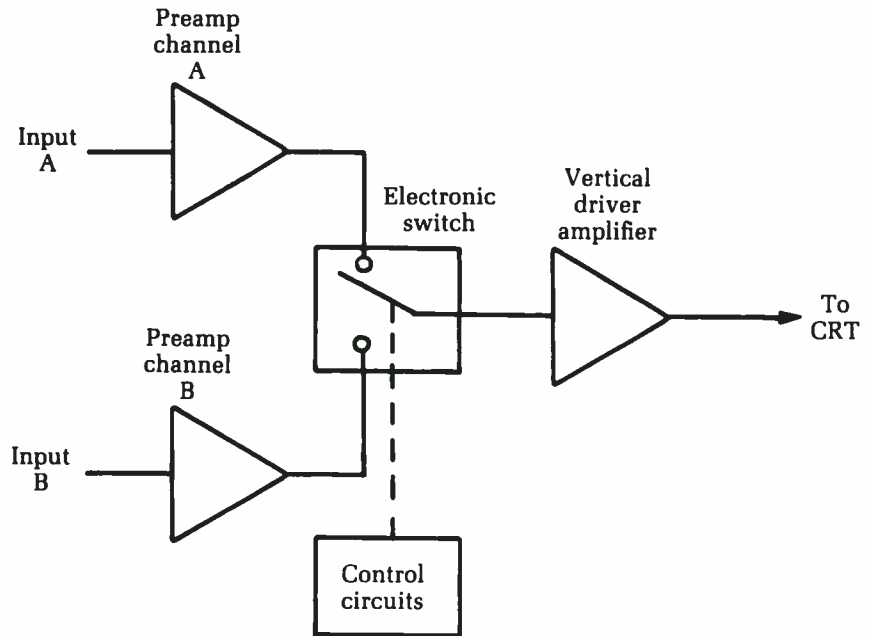 Preamp
channel
A
Input
A
Electronic
switch
Vertical
driver
amplifier
To
CRT
Preamp
channel
B
Input
B
Control
circuits